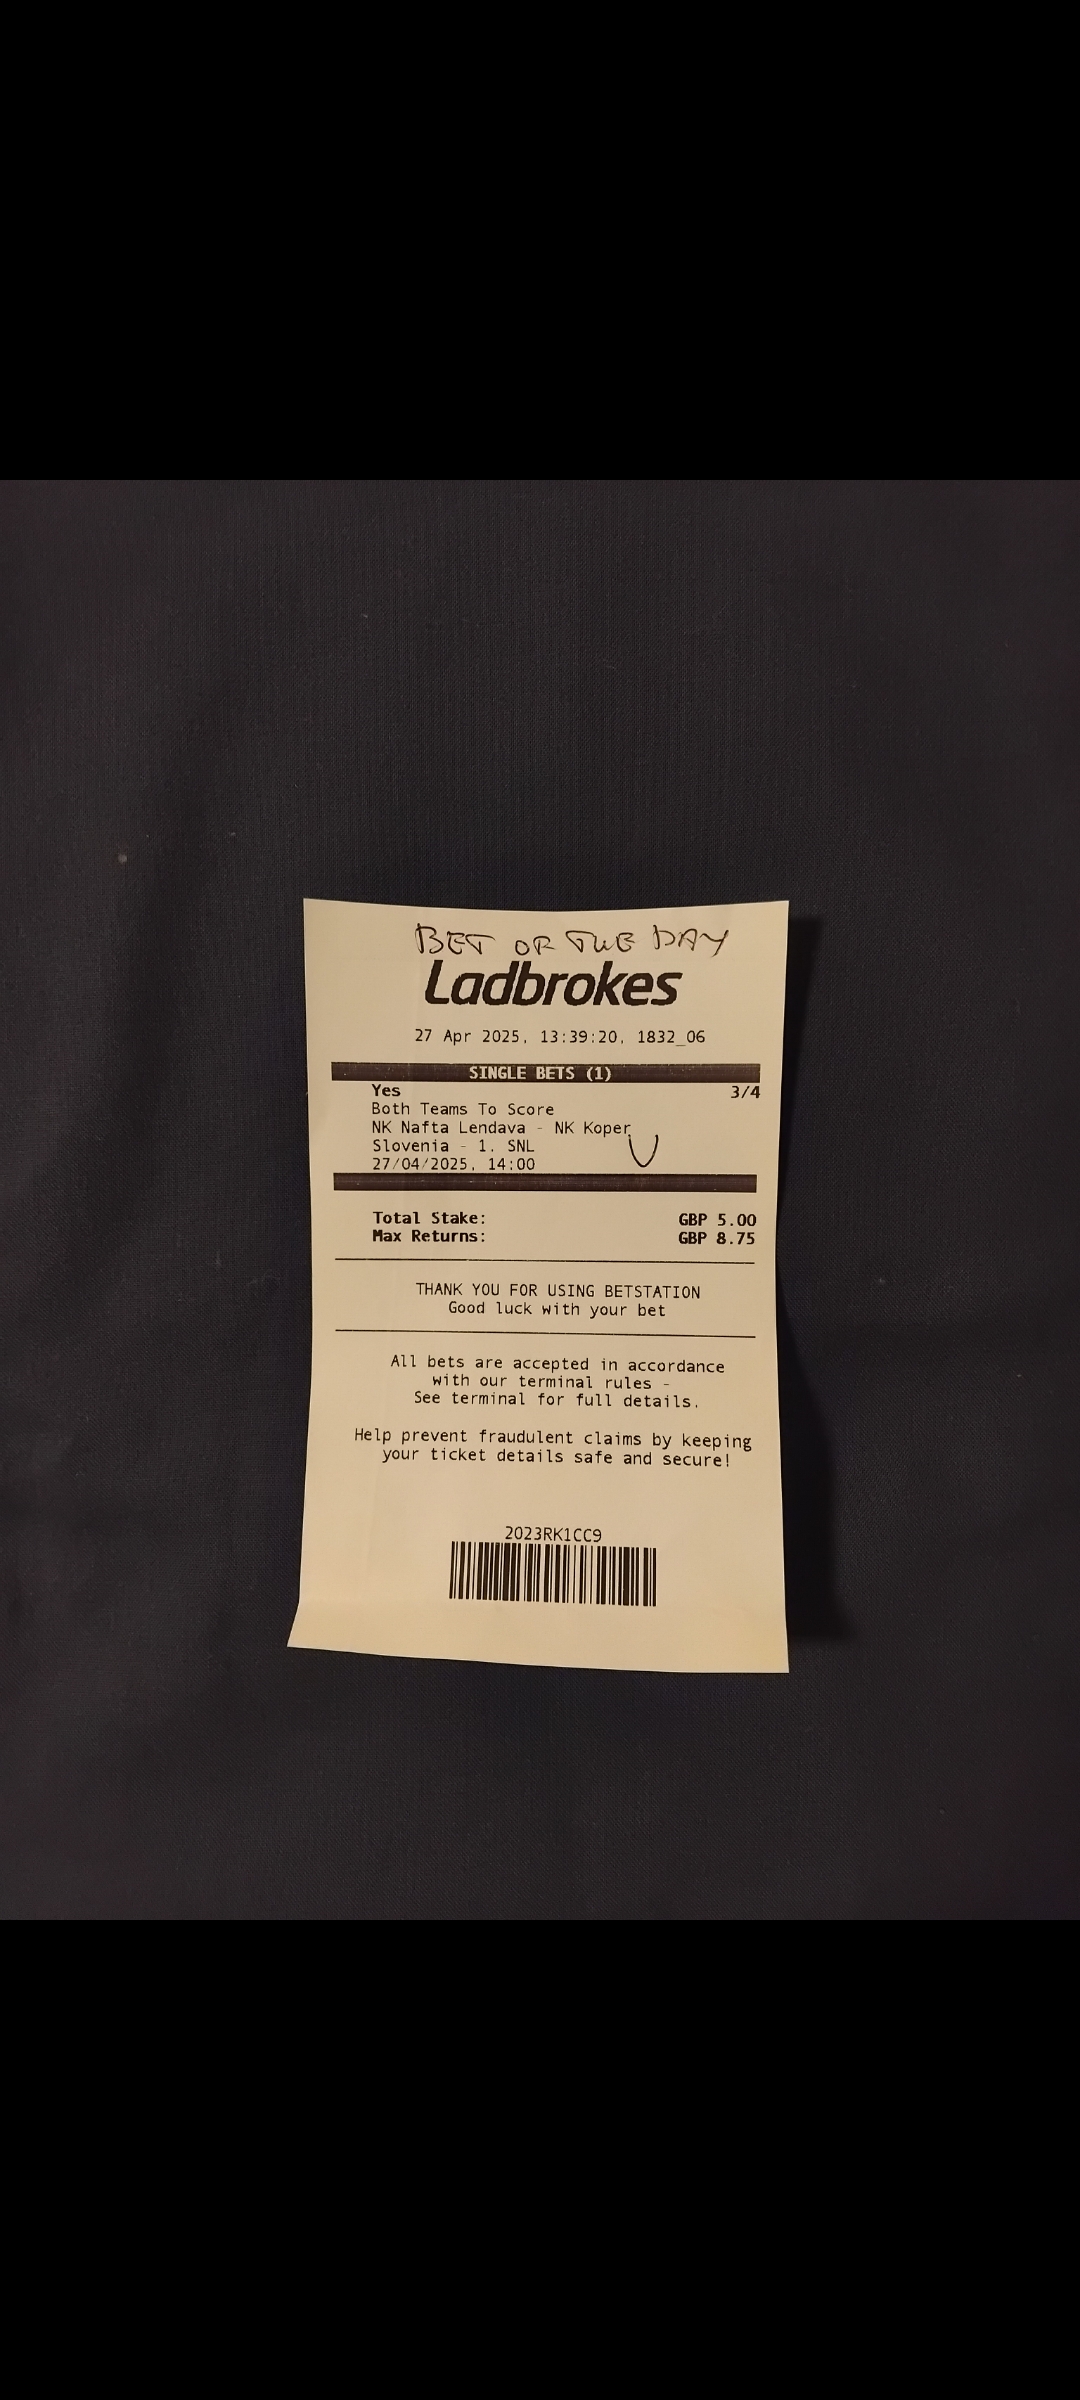 BET OF THE DAY
Ladbrokes
27 Apr 2025, 13:39:20, 1832_06
SINGLE BETS (1)
Yes 3/4
Both Teams To Score
NK Nafta Lendava - NK Koper
Slovenia - 1. SNL
27/04/2025, 14:00
Total Stake: GBP 5.00
Max Returns: GBP 8.75
THANK YOU FOR USING BETSTATION
Good luck with your bet
All bets are accepted in accordance
with our terminal rules -
See terminal for full details.
Help prevent fraudulent claims by keeping
your ticket details safe and secure!
2023RK1CC9